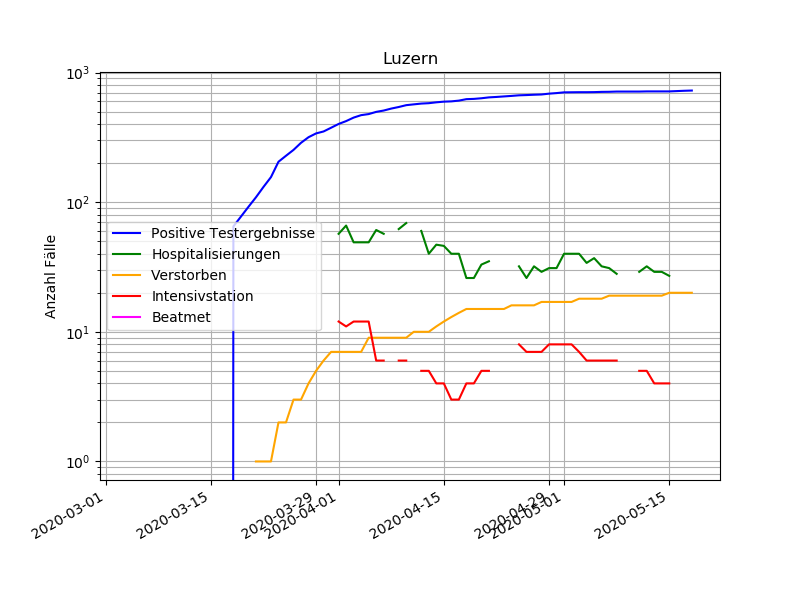 Luzern
Anzahl Fälle
10³
10²
10¹
10⁰
Positive Testergebnisse
Hospitalisierungen
Verstorben
Intensivstation
Beatmet
2020-03-01
2020-03-15
2020-03-29
2020-04-01
2020-04-15
2020-04-29
2020-05-01
2020-05-15